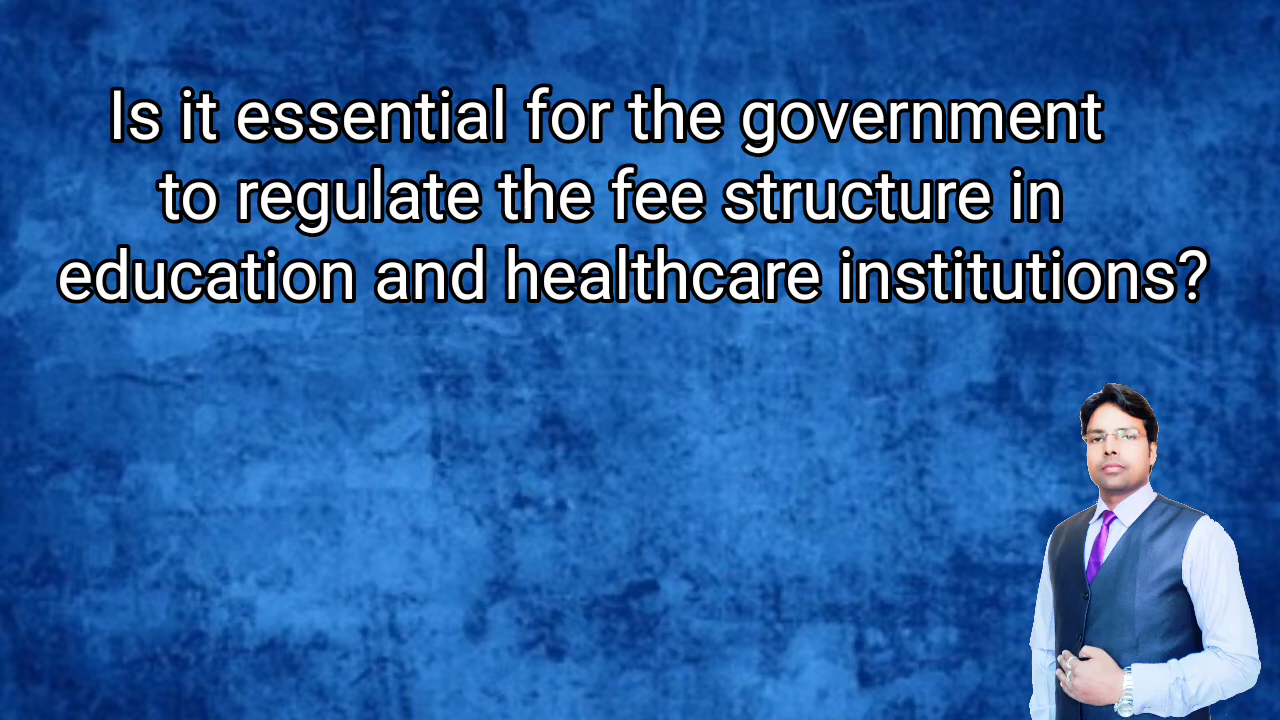 Is it essential for the government
to regulate the fee structure in
education and healthcare institutions?